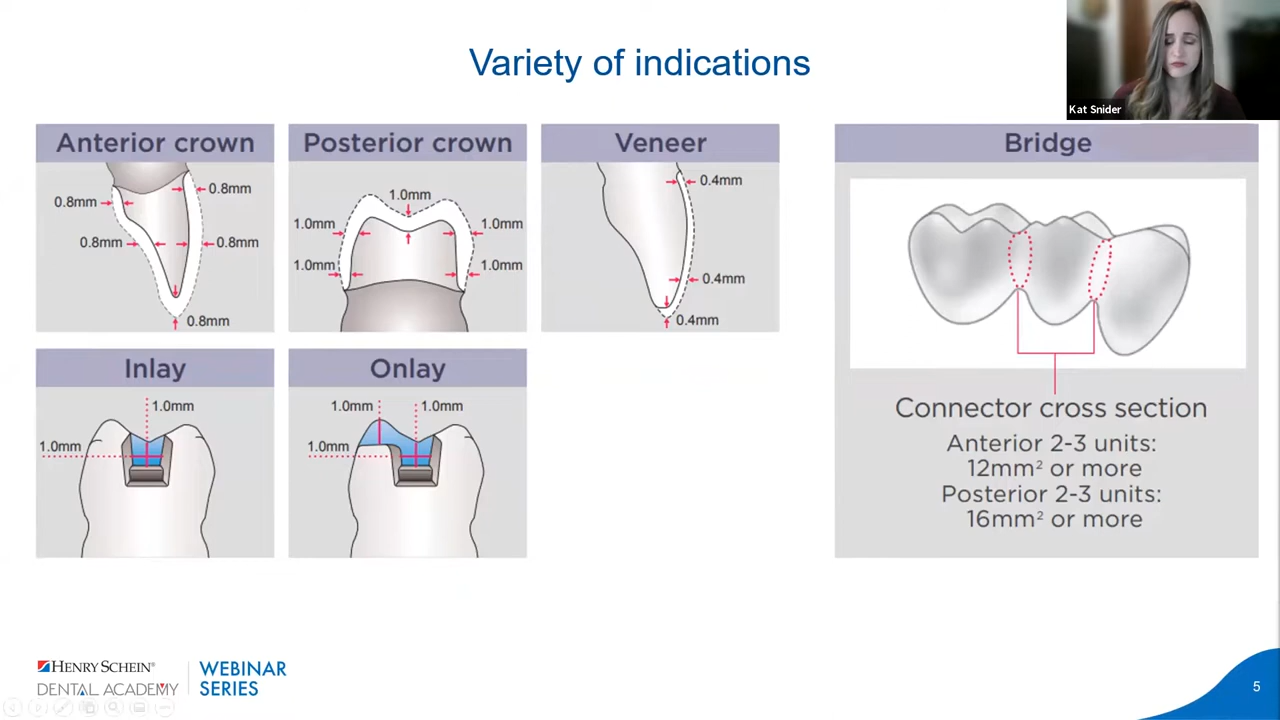 Variety of indications
Kat Snider
Anterior crown
0.8mm
0.8mm
0.8mm
0.8mm
0.8mm
Posterior crown
1.0mm
1.0mm
1.0mm
1.0mm
1.0mm
Veneer
0.4mm
0.4mm
0.4mm
Bridge
Connector cross section
Anterior 2-3 units:
12mm² or more
Posterior 2-3 units:
16mm² or more
Inlay
1.0mm
1.0mm
Onlay
1.0mm
1.0mm
1.0mm
HENRY SCHEIN®
DENTAL ACADEMY
WEBINAR
SERIES
5